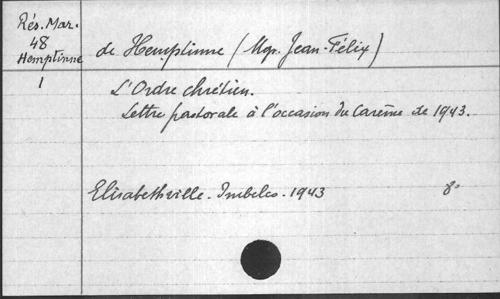 Rés. Mar.
48
Hemptinne
1
de Hemptinne (Mgr. Jean-Félix)
L'Ordre chrétien.
Lettre pastorale à l'occasion du Carême de 1943.
Elisabethville. Imbelco. 1943 8°